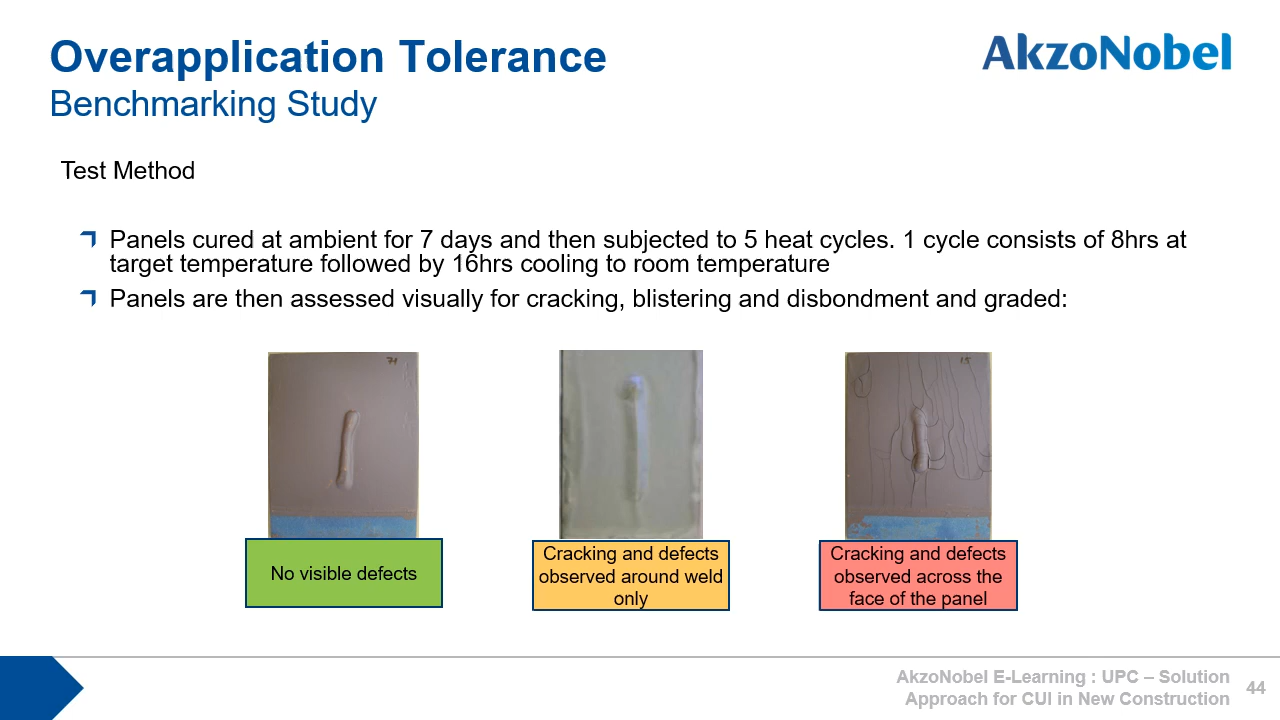 Overapplication Tolerance
AkzoNobel
Benchmarking Study
Test Method
Panels cured at ambient for 7 days and then subjected to 5 heat cycles. 1 cycle consists of 8hrs at
target temperature followed by 16hrs cooling to room temperature
Panels are then assessed visually for cracking, blistering and disbondment and graded:
71
15
No visible defects
Cracking and defects
observed around weld
only
Cracking and defects
observed across the
face of the panel
AkzoNobel E-Learning : UPC – Solution
Approach for CUI in New Construction
44